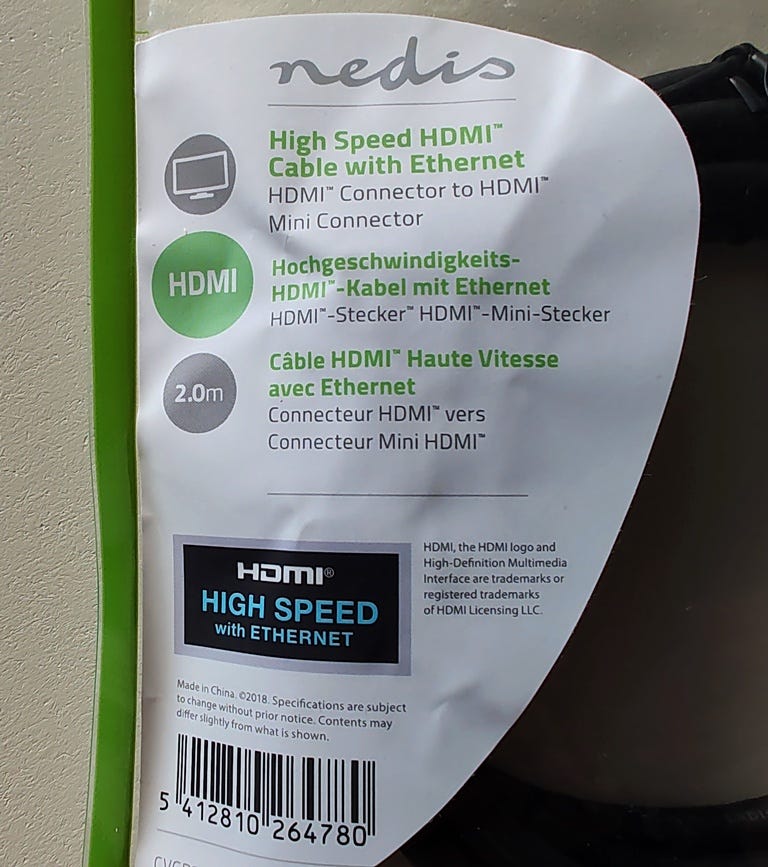 nedis
High Speed HDMI™
Cable with Ethernet
HDMI™ Connector to HDMI™
Mini Connector
HDMI
Hochgeschwindigkeits-
HDMI™-Kabel mit Ethernet
HDMI™-Stecker™ HDMI™-Mini-Stecker
2.0m
Câble HDMI™ Haute Vitesse
avec Ethernet
Connecteur HDMI™ vers
Connecteur Mini HDMI™
HDMI®
HIGH SPEED
with ETHERNET
HDMI, the HDMI logo and
High-Definition Multimedia
Interface are trademarks or
registered trademarks
of HDMI Licensing LLC.
Made in China. ©2018. Specifications are subject
to change without prior notice. Contents may
differ slightly from what is shown.
5 412810 264780